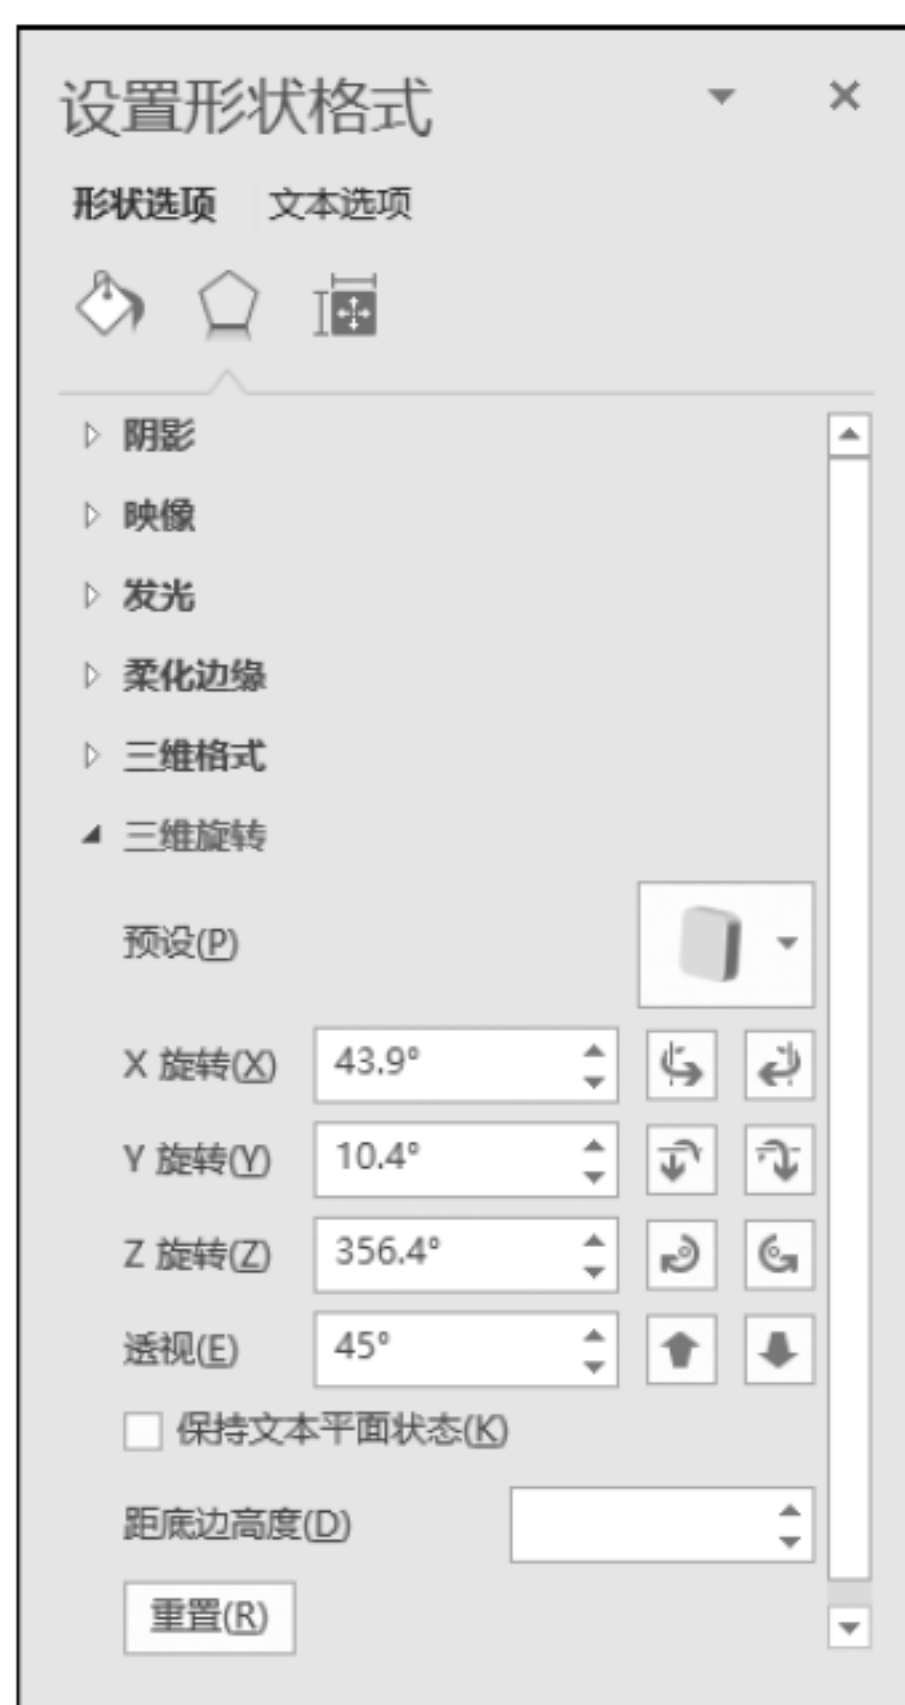 设置形状格式
形状选项 文本选项
阴影
映像
发光
柔化边缘
三维格式
三维旋转
预设(P)
X 旋转(X) 43.9°
Y 旋转(Y) 10.4°
Z 旋转(Z) 356.4°
透视(E) 45°
保持文本平面状态(K)
距底边高度(D)
重置(R)